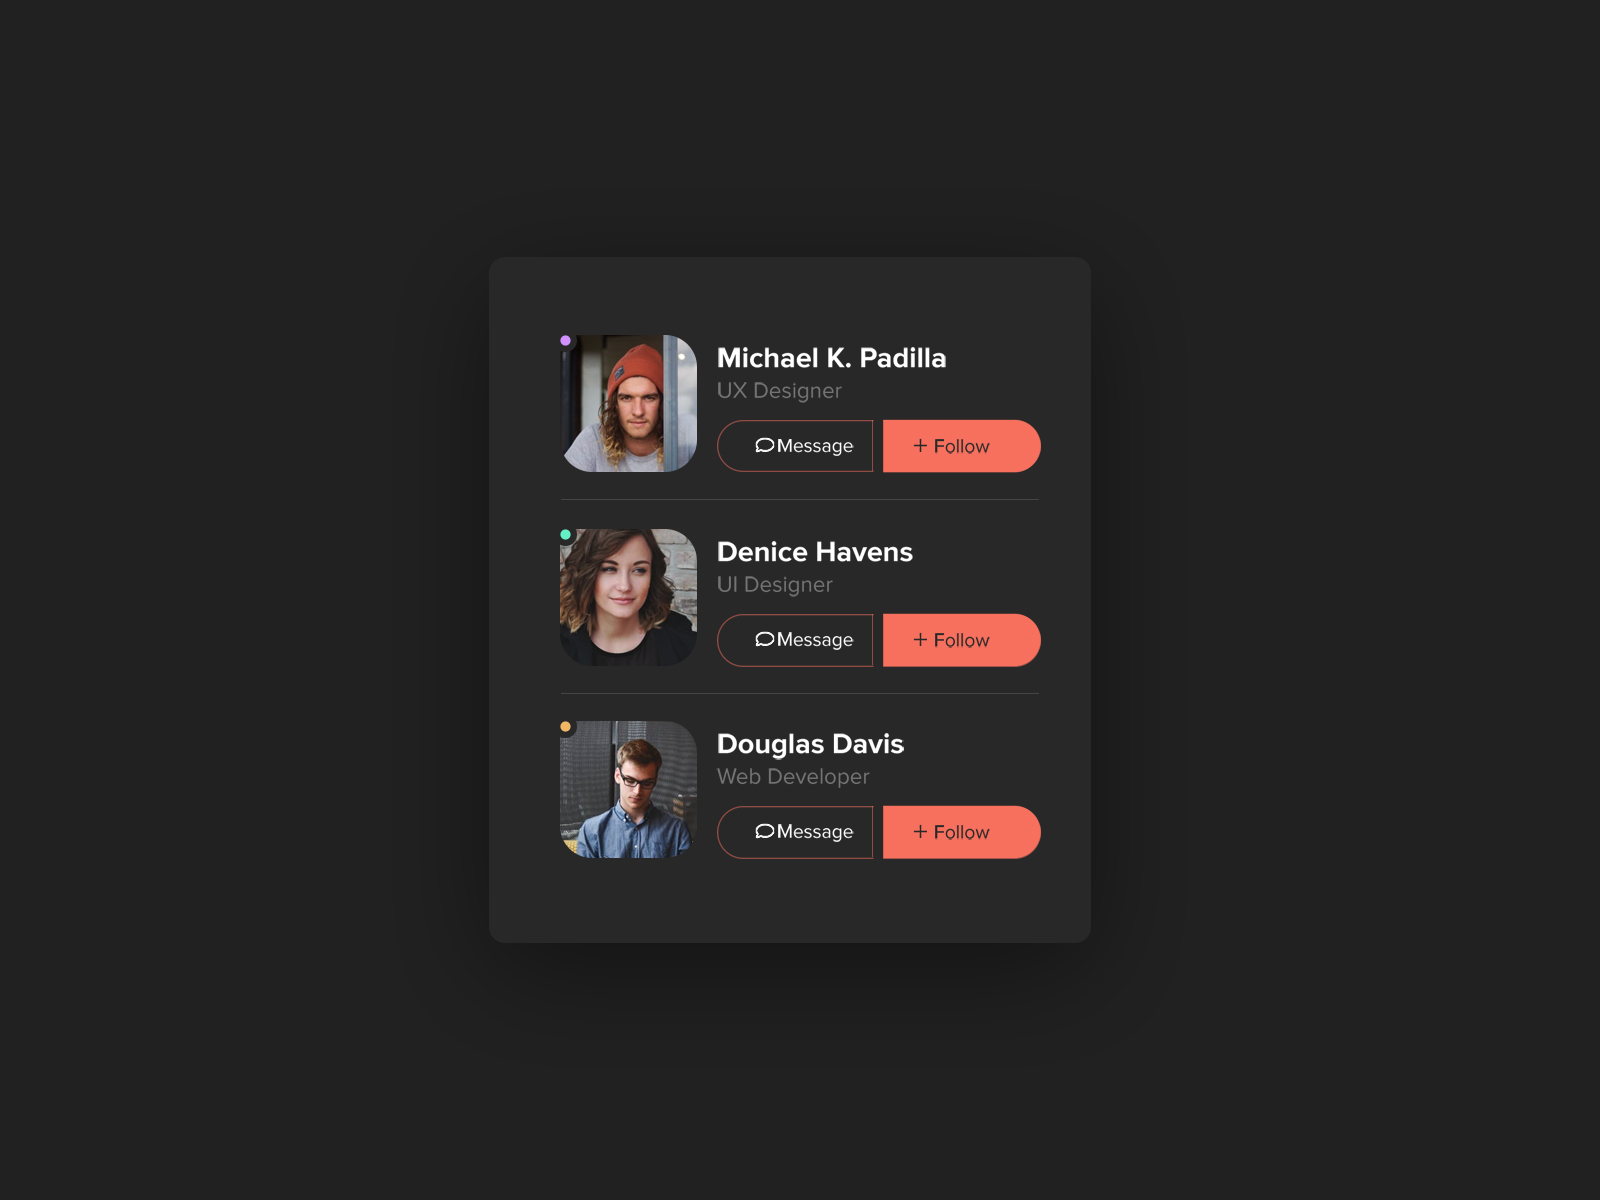 Michael K. Padilla
UX Designer
Message
+ Follow
Denice Havens
UI Designer
Message
+ Follow
Douglas Davis
Web Developer
Message
+ Follow